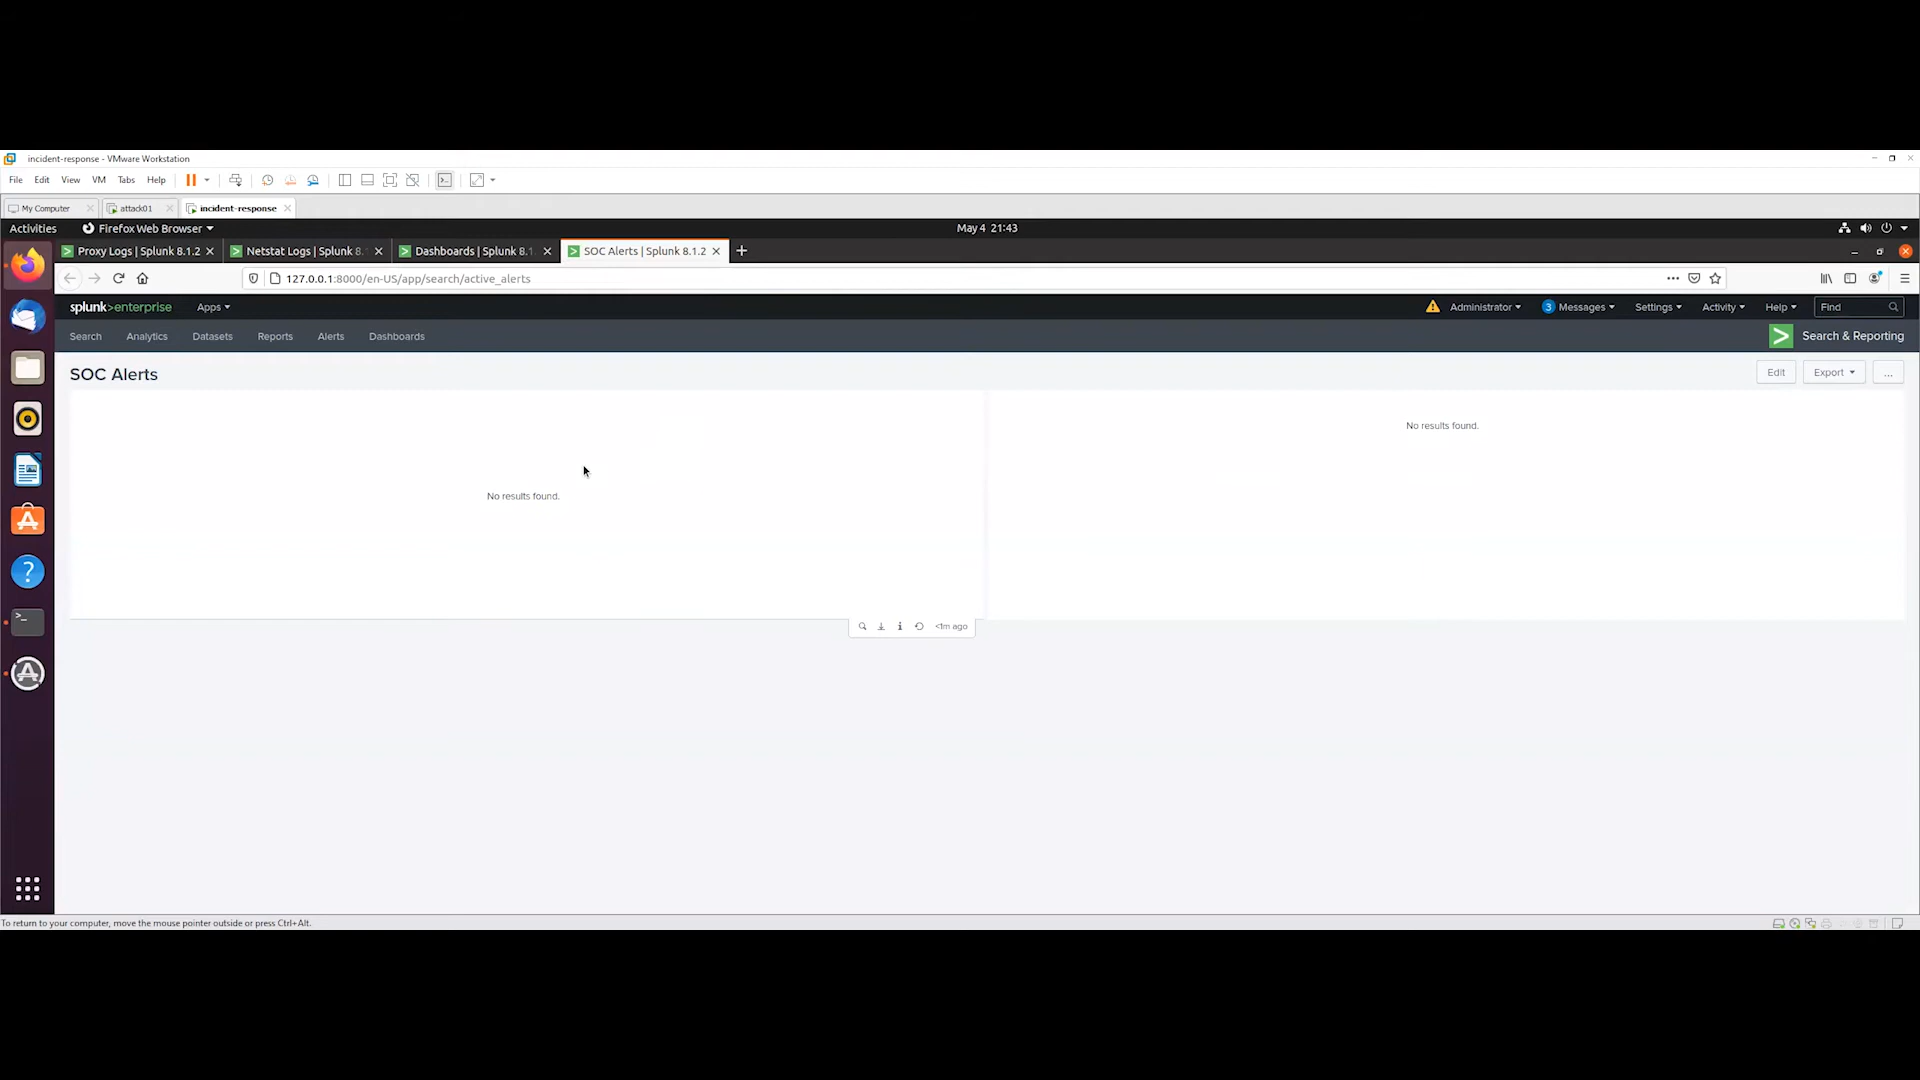 incident-response - VMware Workstation
File Edit View VM Tabs Help
My Computer attack01 incident-response
Activities Firefox Web Browser May 4 21:43
Proxy Logs | Splunk 8.1.2 Netstat Logs | Splunk 8. Dashboards | Splunk 8.1. SOC Alerts | Splunk 8.1.2
127.0.0.1:8000/en-US/app/search/active_alerts
splunk>enterprise Apps Administrator 3 Messages Settings Activity Help Find
Search Analytics Datasets Reports Alerts Dashboards Search & Reporting
SOC Alerts Edit Export ...
No results found.
No results found.
<1m ago
To return to your computer, move the mouse pointer outside or press Ctrl+Alt.